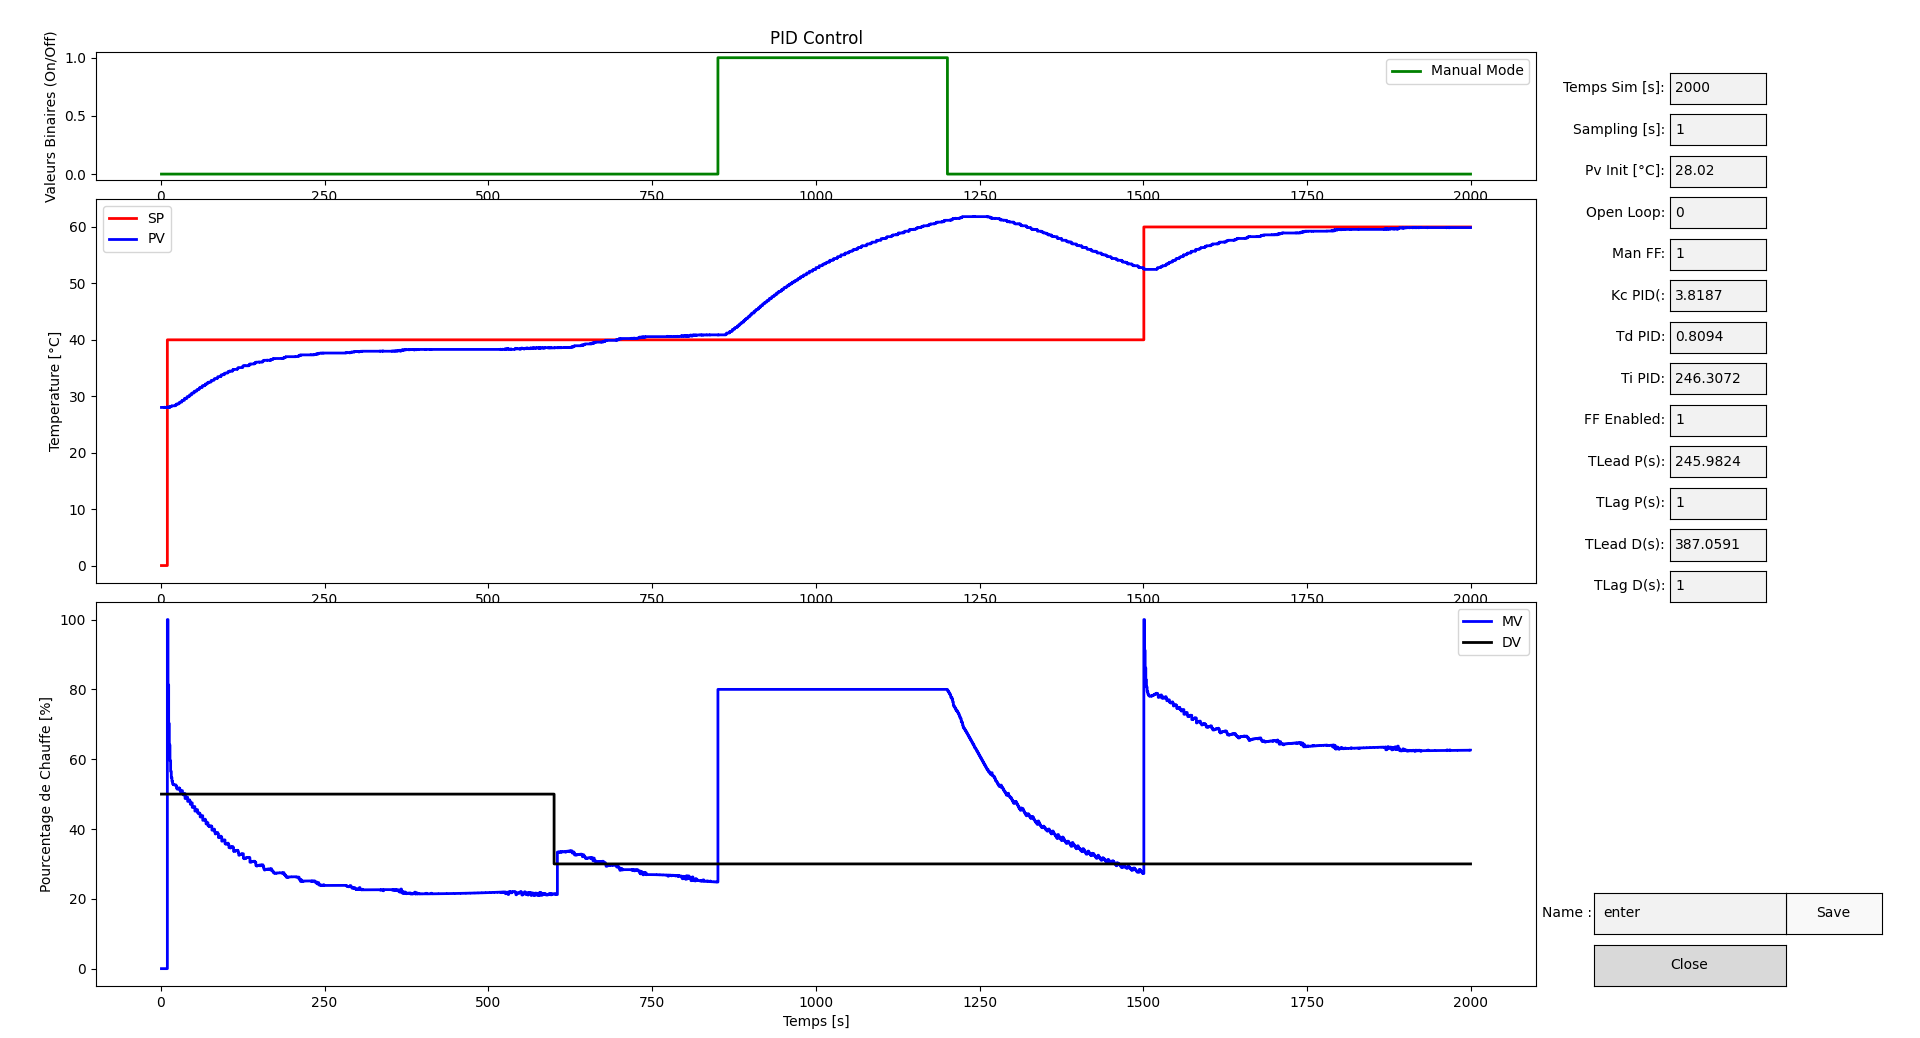 PID Control
Valeurs Binaires (On/Off)
1.0
0.5
0.0
Manual Mode
0 250 500 750 1000 1250 1500 1750 2000
Temperature [°C]
60
50
40
30
20
10
0
SP
PV
0 250 500 750 1000 1250 1500 1750 2000
Pourcentage de Chauffe [%]
100
80
60
40
20
0
MV
DV
0 250 500 750 1000 1250 1500 1750 2000
Temps [s]
Temps Sim [s]: 2000
Sampling [s]: 1
Pv Init [°C]: 28.02
Open Loop: 0
Man FF: 1
Kc PID(: 3.8187
Td PID: 0.8094
Ti PID: 246.3072
FF Enabled: 1
TLead P(s): 245.9824
TLag P(s): 1
TLead D(s): 387.0591
TLag D(s): 1
Name : enter Save
Close